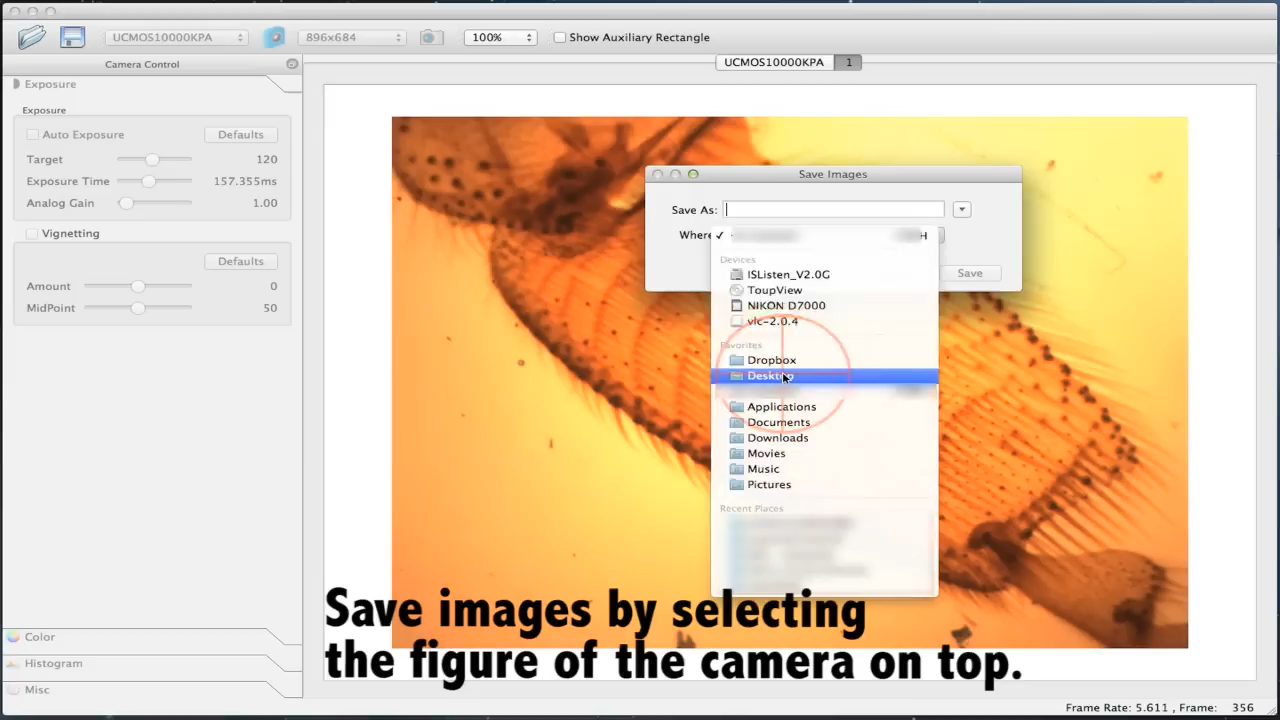 UCMOS10000KPA
896x684
100%
Show Auxiliary Rectangle
Camera Control
UCMOS10000KPA
1
Exposure
Exposure
Auto Exposure
Defaults
Target
120
Exposure Time
157.355ms
Analog Gain
1.00
Vignetting
Defaults
Amount
0
MidPoint
50
Save Images
Save As:
Where
Devices
ISListen_V2.0G
ToupView
NIKON D7000
vlc-2.0.4
Save
Favorites
Dropbox
Desktop
Applications
Documents
Downloads
Movies
Music
Pictures
Recent Places
Save images by selecting
the figure of the camera on top.
Color
Histogram
Misc
Frame Rate: 5.611 , Frame: 356